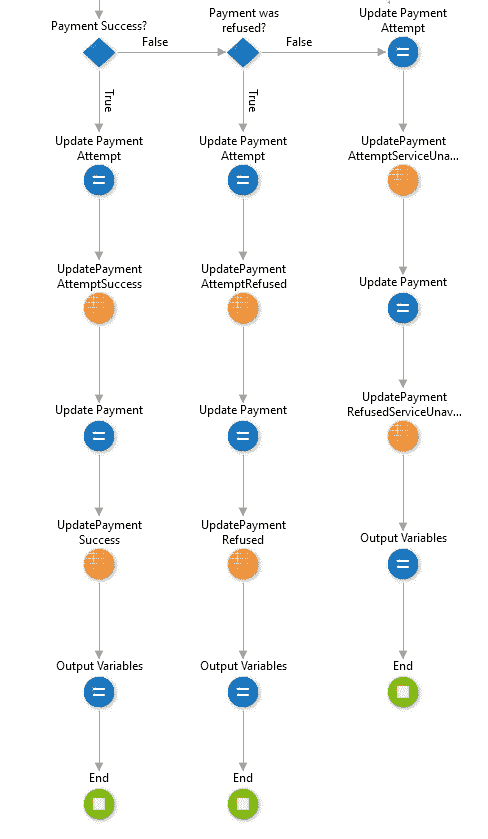 Payment Success?
False
True
Update Payment
Attempt
UpdatePayment
AttemptSuccess
Update Payment
UpdatePayment
Success
Output Variables
End
Payment was
refused?
False
True
Update Payment
Attempt
UpdatePayment
AttemptRefused
Update Payment
UpdatePayment
Refused
Output Variables
End
Update Payment
Attempt
UpdatePayment
AttemptServiceUna...
Update Payment
UpdatePayment
RefusedServiceUnav...
Output Variables
End